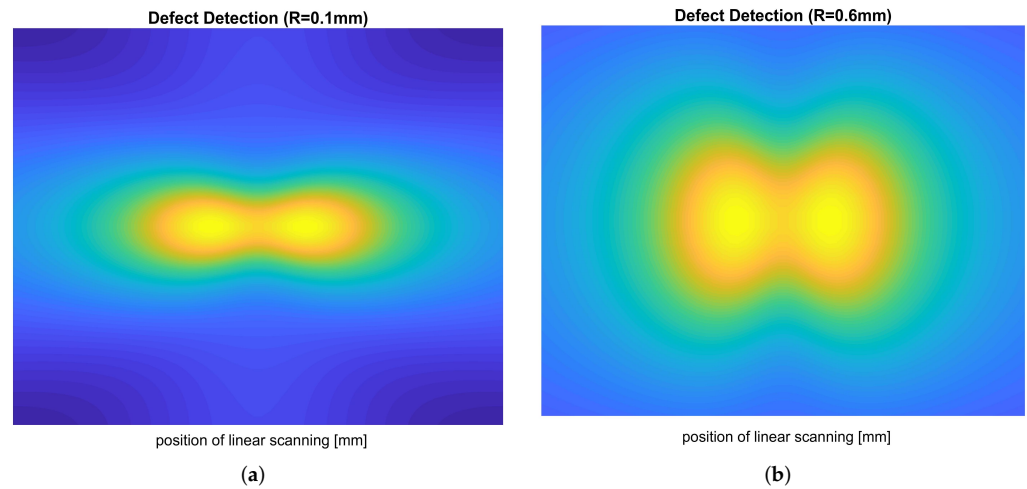 Defect Detection (R=0.1mm)
position of linear scanning [mm]
(a)
Defect Detection (R=0.6mm)
position of linear scanning [mm]
(b)